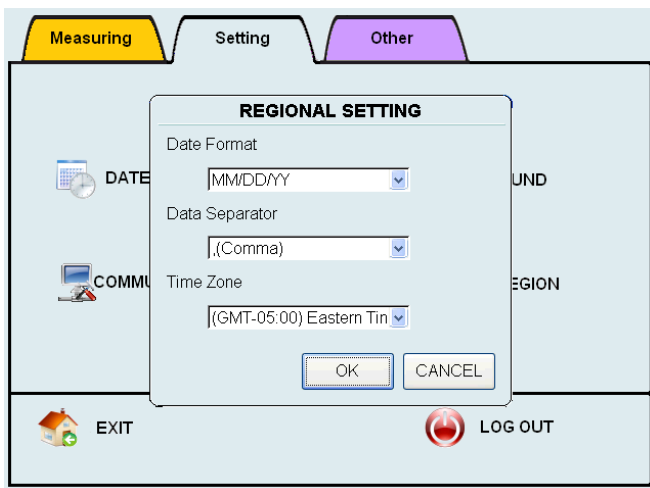 Measuring
Setting
Other
REGIONAL SETTING
Date Format
MM/DD/YY
DATE
UND
Data Separator
,(Comma)
COMMU
Time Zone
EGION
(GMT-05:00) Eastern Tin
OK
CANCEL
EXIT
LOG OUT